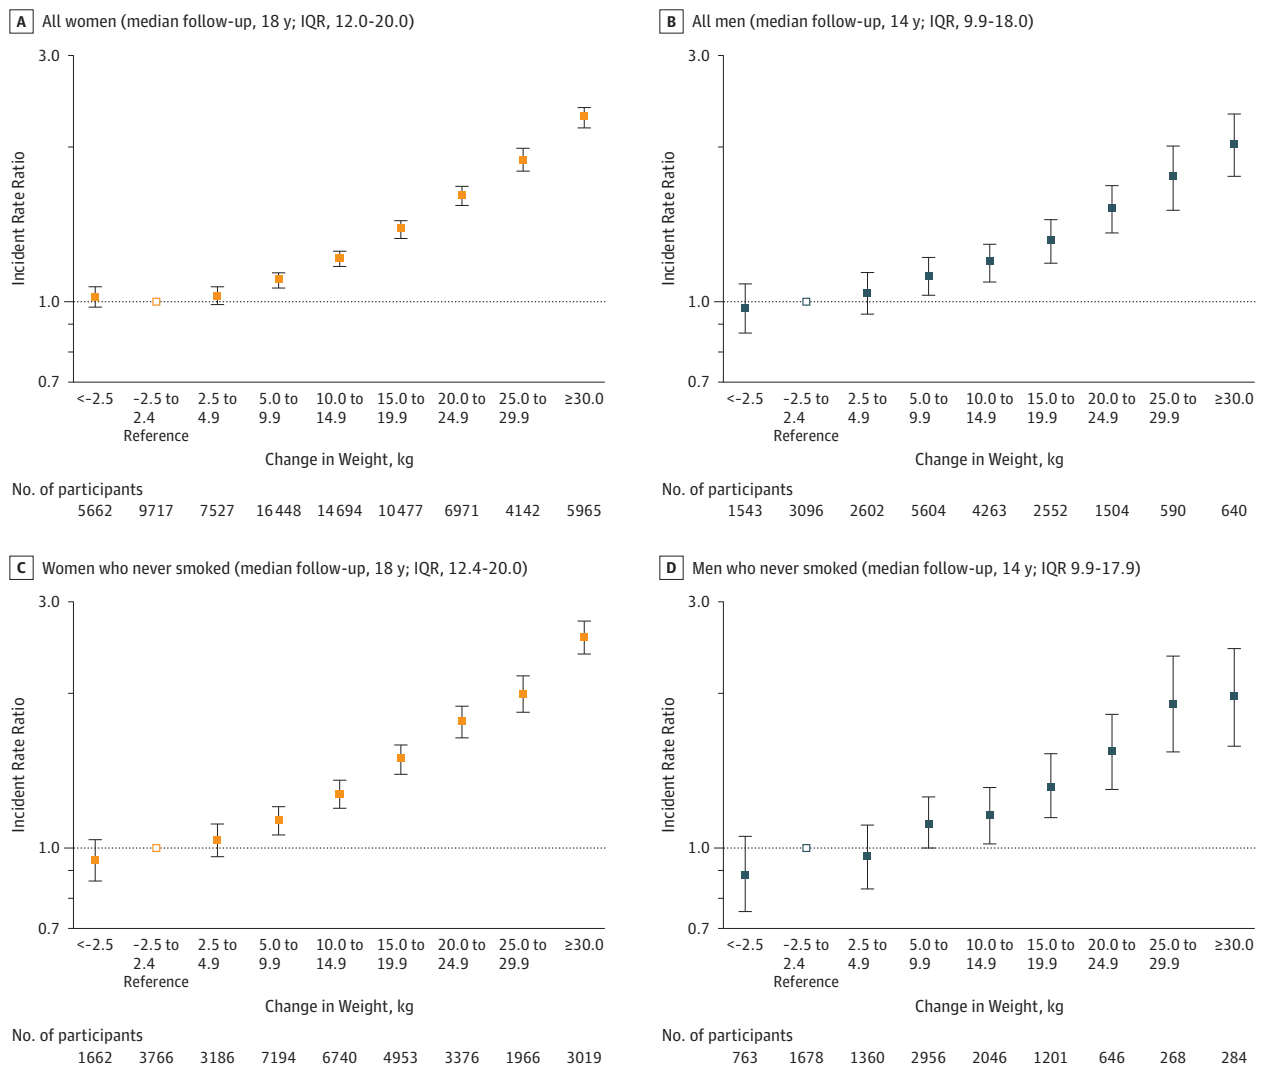 A All women (median follow-up, 18 y; IQR, 12.0-20.0)
3.0
1.0
0.7
Incident Rate Ratio
<–2.5 –2.5 to 2.5 to 5.0 to 10.0 to 15.0 to 20.0 to 25.0 to ≥30.0
2.4 4.9 9.9 14.9 19.9 24.9 29.9
Reference
Change in Weight, kg
No. of participants
5662 9717 7527 16 448 14 694 10 477 6971 4142 5965
B All men (median follow-up, 14 y; IQR, 9.9-18.0)
3.0
1.0
0.7
Incident Rate Ratio
<–2.5 –2.5 to 2.5 to 5.0 to 10.0 to 15.0 to 20.0 to 25.0 to ≥30.0
2.4 4.9 9.9 14.9 19.9 24.9 29.9
Reference
Change in Weight, kg
No. of participants
1543 3096 2602 5604 4263 2552 1504 590 640
C Women who never smoked (median follow-up, 18 y; IQR, 12.4-20.0)
3.0
1.0
0.7
Incident Rate Ratio
<–2.5 –2.5 to 2.5 to 5.0 to 10.0 to 15.0 to 20.0 to 25.0 to ≥30.0
2.4 4.9 9.9 14.9 19.9 24.9 29.9
Reference
Change in Weight, kg
No. of participants
1662 3766 3186 7194 6740 4953 3376 1966 3019
D Men who never smoked (median follow-up, 14 y; IQR 9.9-17.9)
3.0
1.0
0.7
Incident Rate Ratio
<–2.5 –2.5 to 2.5 to 5.0 to 10.0 to 15.0 to 20.0 to 25.0 to ≥30.0
2.4 4.9 9.9 14.9 19.9 24.9 29.9
Reference
Change in Weight, kg
No. of participants
763 1678 1360 2956 2046 1201 646 268 284